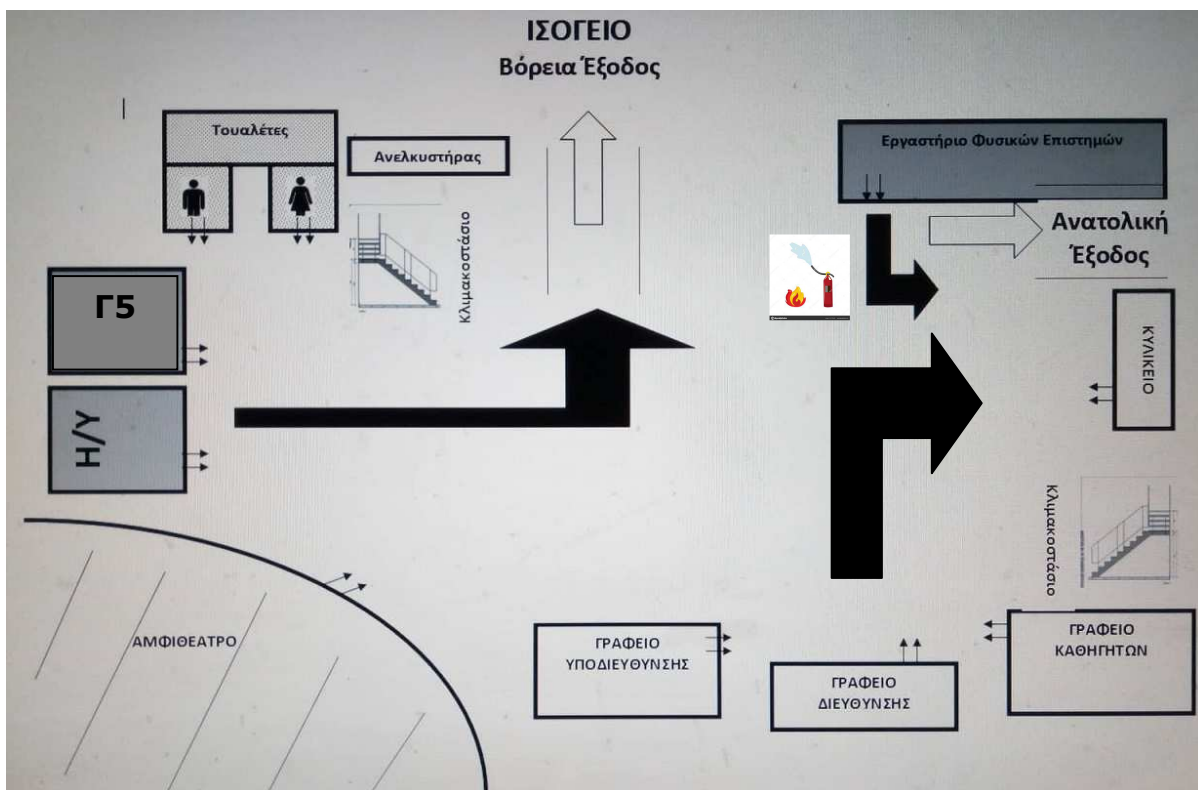 ΙΣΟΓΕΙΟ
Βόρεια Έξοδος
Τουαλέτες
Ανελκυστήρας
Εργαστήριο Φυσικών Επιστημών
Κλιμακοστάσιο
Ανατολική
Έξοδος
Γ5
ΚΥΛΙΚΕΙΟ
Η/Υ
Κλιμακοστάσιο
ΑΜΦΙΘΕΑΤΡΟ
ΓΡΑΦΕΙΟ
ΥΠΟΔΙΕΥΘΥΝΣΗΣ
ΓΡΑΦΕΙΟ
ΔΙΕΥΘΥΝΣΗΣ
ΓΡΑΦΕΙΟ
ΚΑΘΗΓΗΤΩΝ